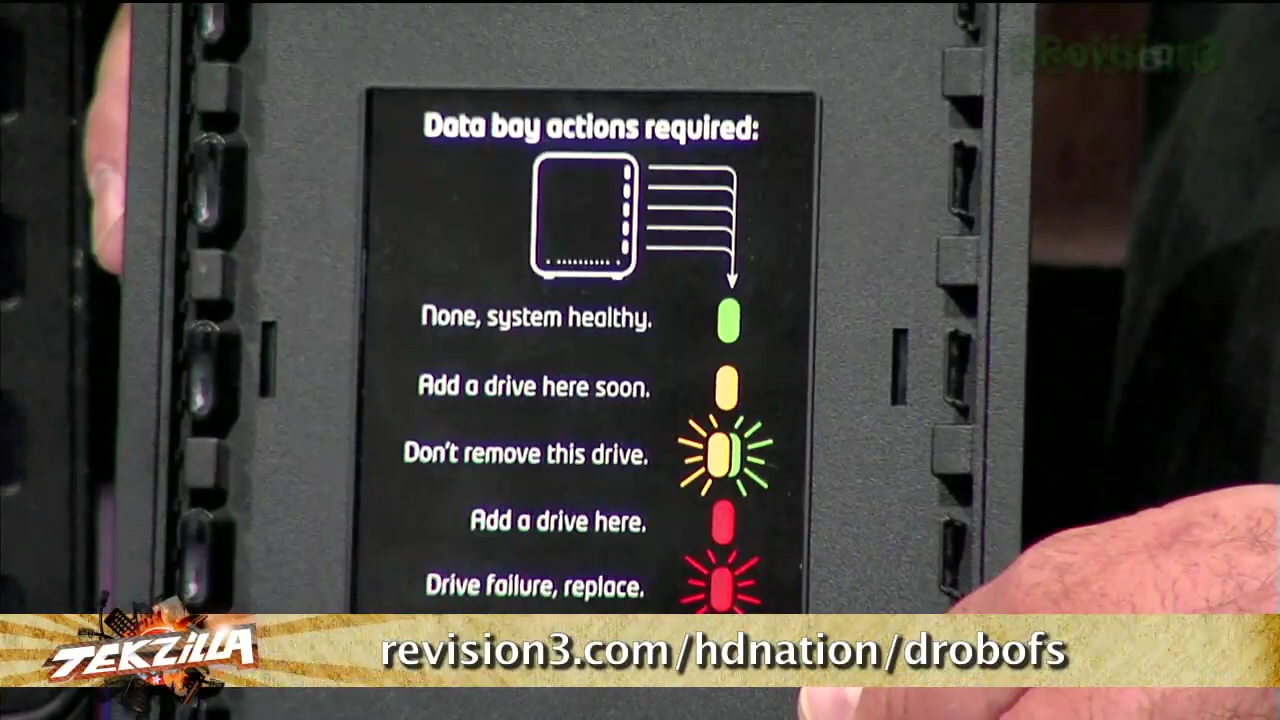 Revision3
Data bay actions required:
None, system healthy.
Add a drive here soon.
Don't remove this drive.
Add a drive here.
Drive failure, replace.
TEKZILLA
revision3.com/hdnation/drobofs